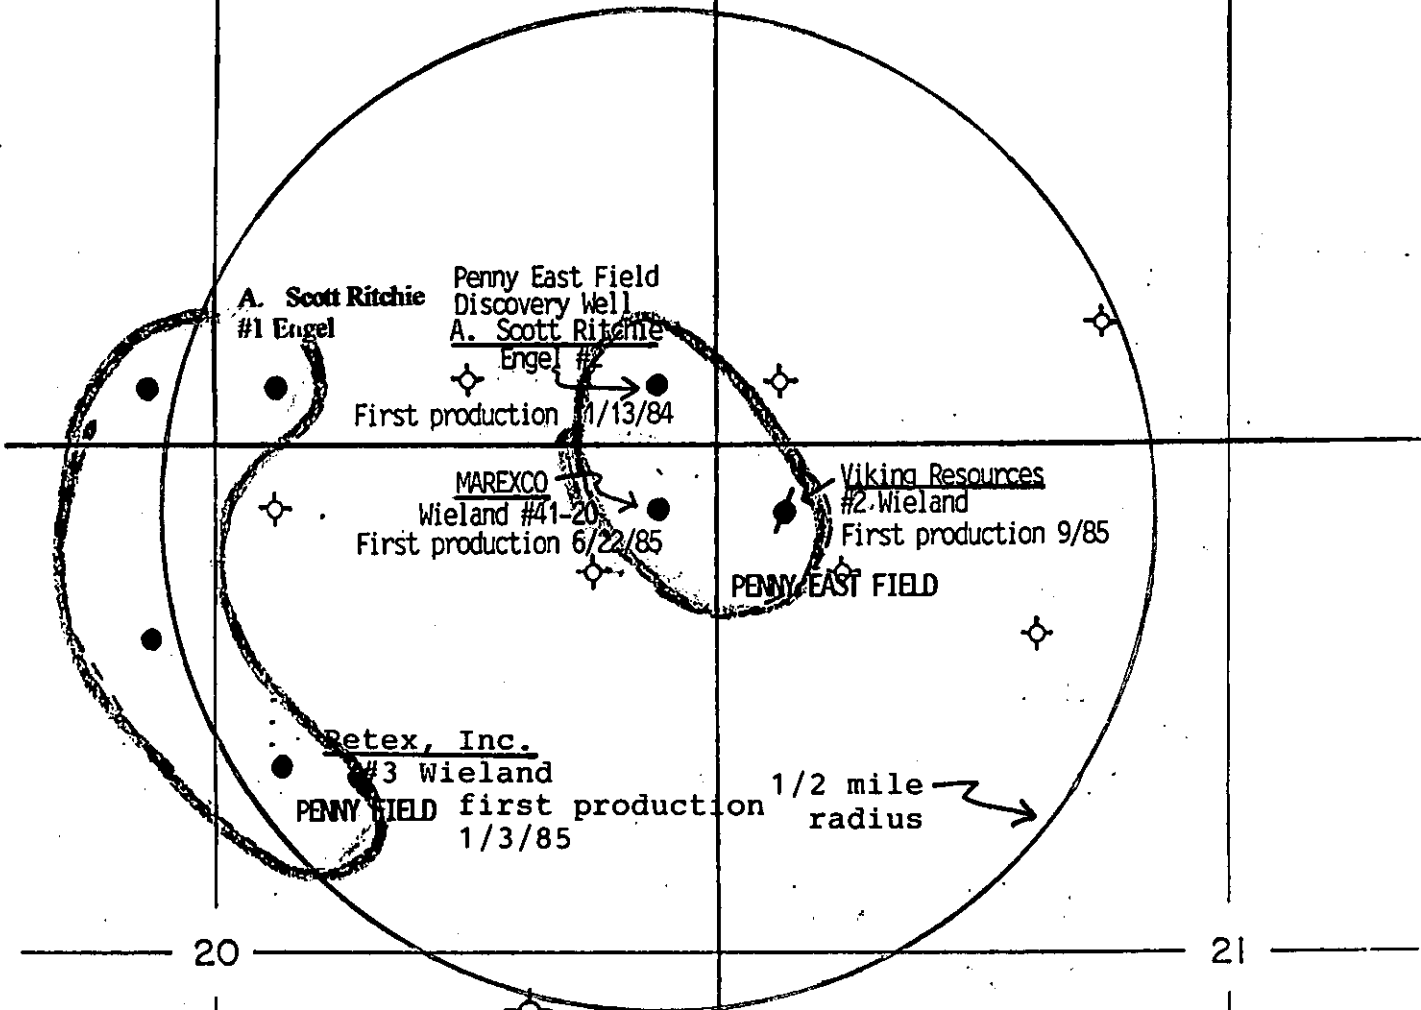 A. Scott Ritchie
#1 Engel
Penny East Field
Discovery Well
A. Scott Ritchie
Engel #
First production 1/13/84
MAREXCO
Wieland #41-20
First production 6/22/85
Viking Resources
#2 Wieland
First production 9/85
PENNY EAST FIELD
Petex, Inc.
#3 Wieland
PENNY FIELD first production
1/3/85
1/2 mile
radius
20
21